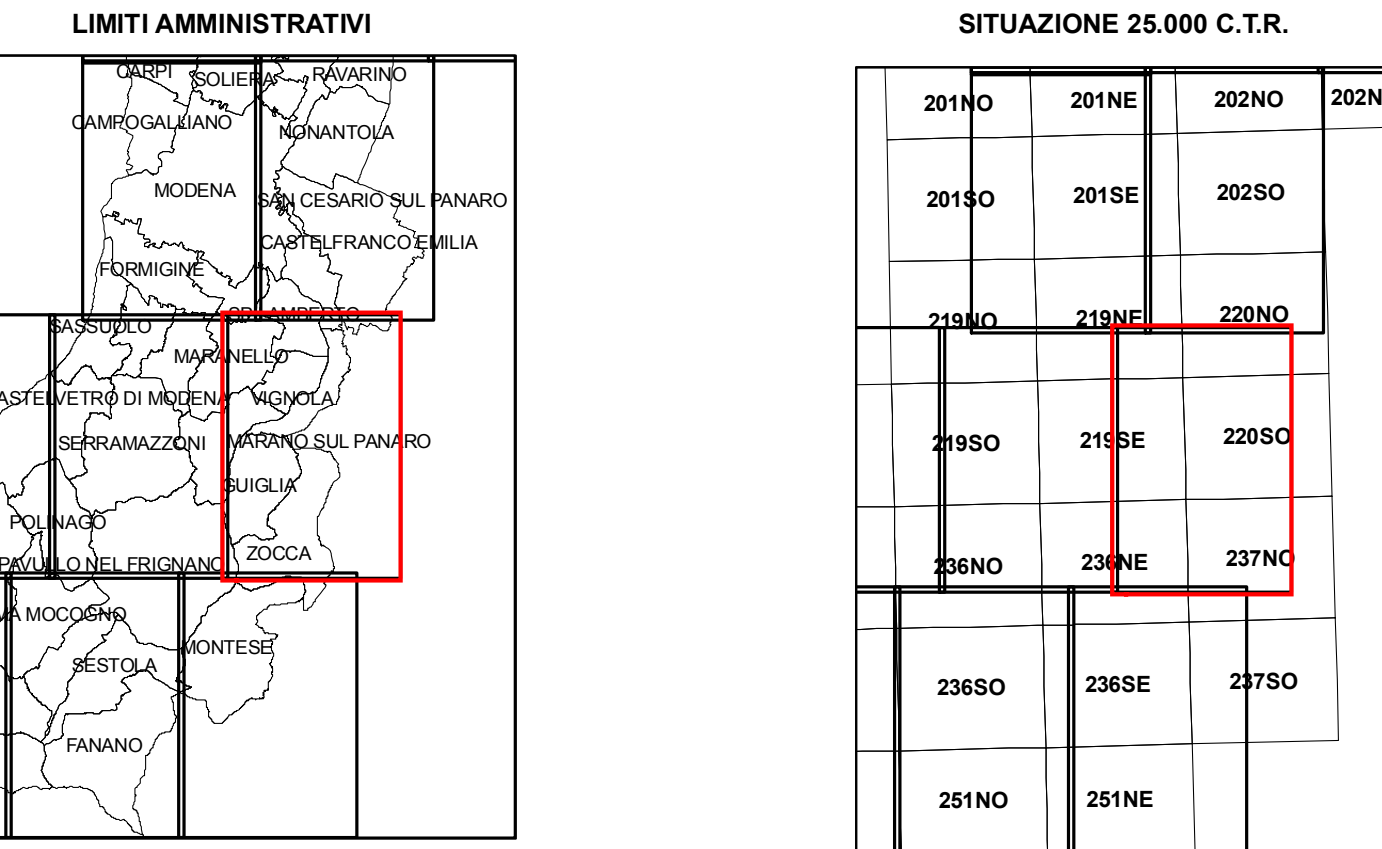 LIMITI AMMINISTRATIVI
CARPI
SOLIERA
RAVARINO
CAMPOGALLIANO
NONANTOLA
MODENA
SAN CESARIO SUL PANARO
CASTELFRANCO EMILIA
FORMIGINE
SASSUOLO
MARANELLO
ASTELVETRO DI MODENA
VIGNOLA
SERRAMAZZONI
MARANO SUL PANARO
GUIGLIA
POLINAGO
ZOCCA
PAVULLO NEL FRIGNANO
VA MOCOGNO
MONTESE
SESTOLA
FANANO
SITUAZIONE 25.000 C.T.R.
201NO 201NE 202NO 202N
201SO 201SE 202SO
219NO 219NE 220NO
219SO 219SE 220SO
236NO 236NE 237NO
236SO 236SE 237SO
251NO 251NE